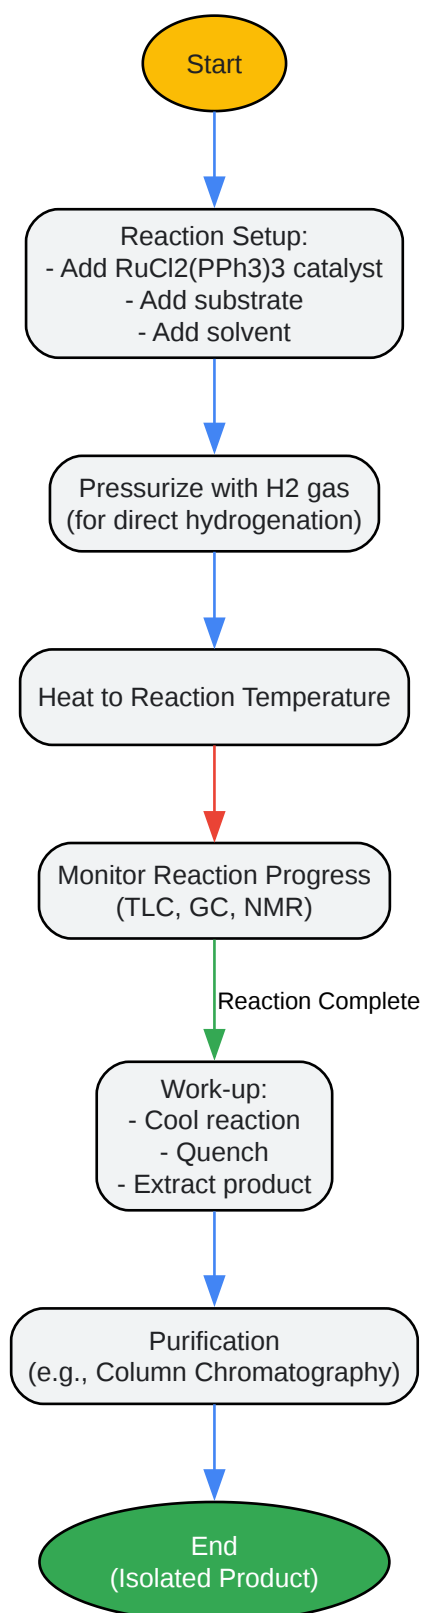 Start
Reaction Setup:
- Add RuCl2(PPh3)3 catalyst
- Add substrate
- Add solvent
Pressurize with H2 gas
(for direct hydrogenation)
Heat to Reaction Temperature
Monitor Reaction Progress
(TLC, GC, NMR)
Reaction Complete
Work-up:
- Cool reaction
- Quench
- Extract product
Purification
(e.g., Column Chromatography)
End
(Isolated Product)